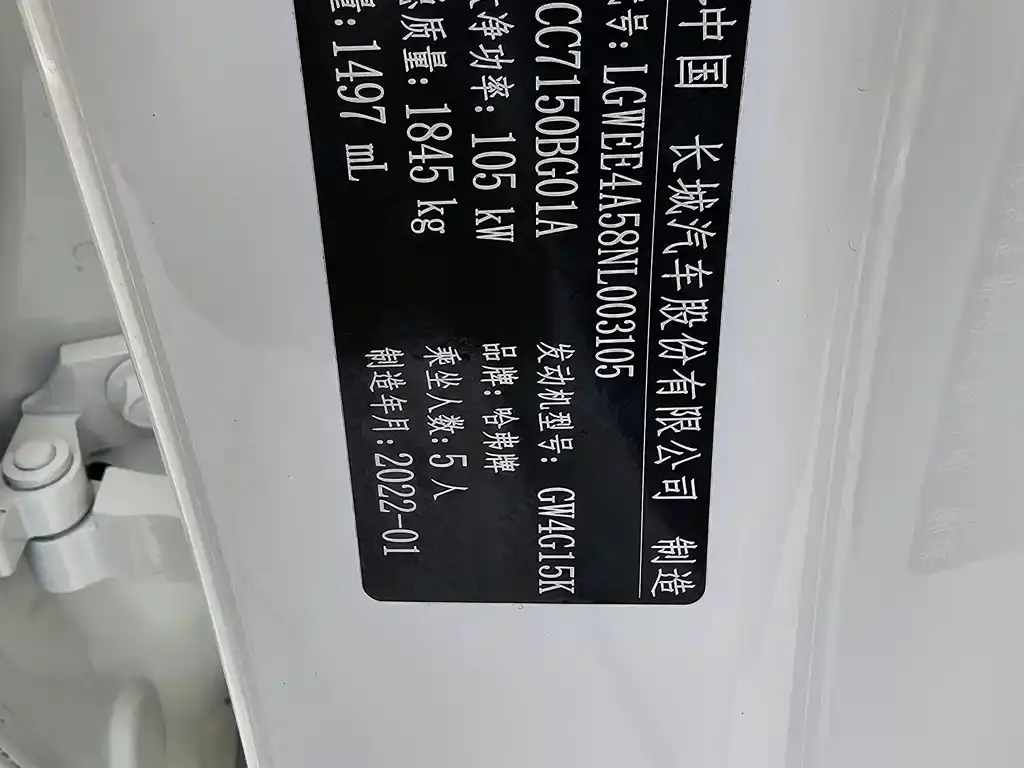 中国 长城汽车股份有限公司 制造
号:LGWEE4A58NL003105
CC7150BG01A 发动机型号: GW4G15K
净功率: 105 kW 品牌: 哈弗牌
质量: 1845 kg 乘坐人数: 5 人
量: 1497 mL 制造年月: 2022-01